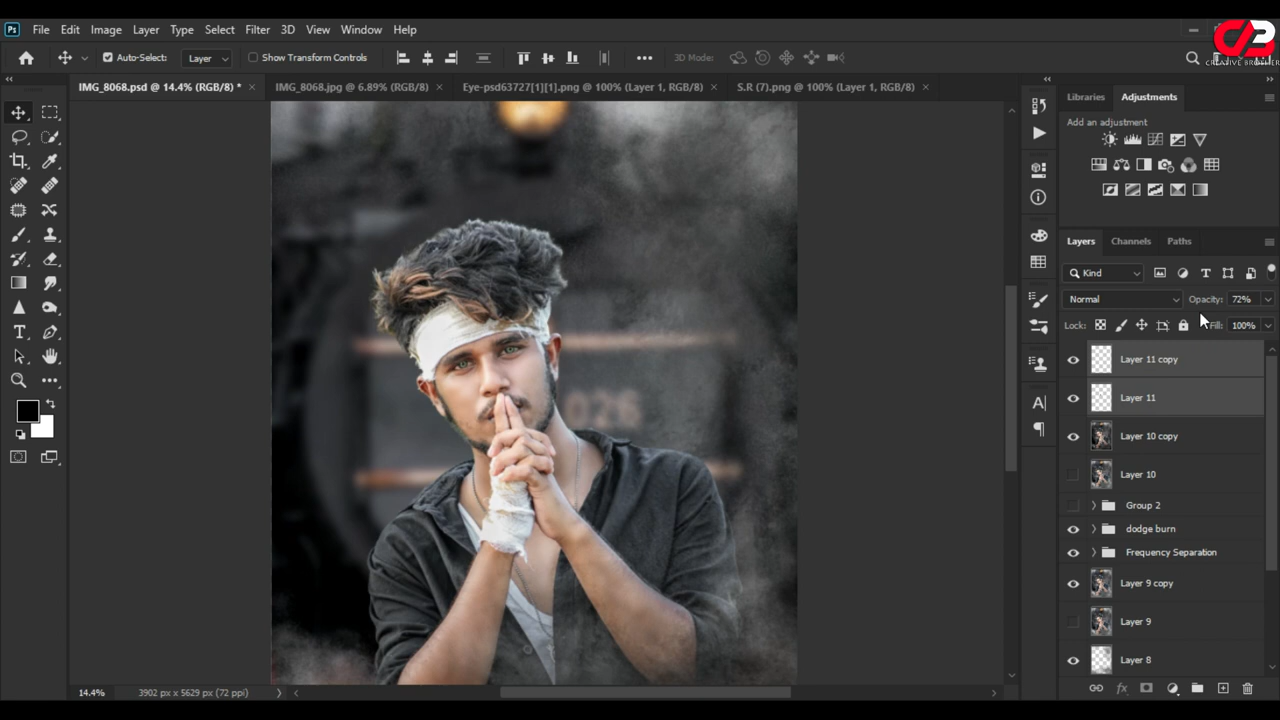 Ps File Edit Image Layer Type Select Filter 3D View Window Help
CB
CREATIVE BROTHER
Auto-Select: Layer Show Transform Controls 3D Mode:
IMG_8068.psd @ 14.4% (RGB/8) * × IMG_8068.jpg @ 6.89% (RGB/8) × Eye-psd63727[1][1].png @ 100% (Layer 1, RGB/8) × S.R (7).png @ 100% (Layer 1, RGB/8) ×
Libraries Adjustments
Add an adjustment
Layers Channels Paths
Kind
Normal Opacity: 72%
Lock: Fill: 100%
Layer 11 copy
Layer 11
Layer 10 copy
Layer 10
Group 2
dodge burn
Frequency Separation
Layer 9 copy
Layer 9
Layer 8
026
14.4% 3902 px x 5629 px (72 ppi)